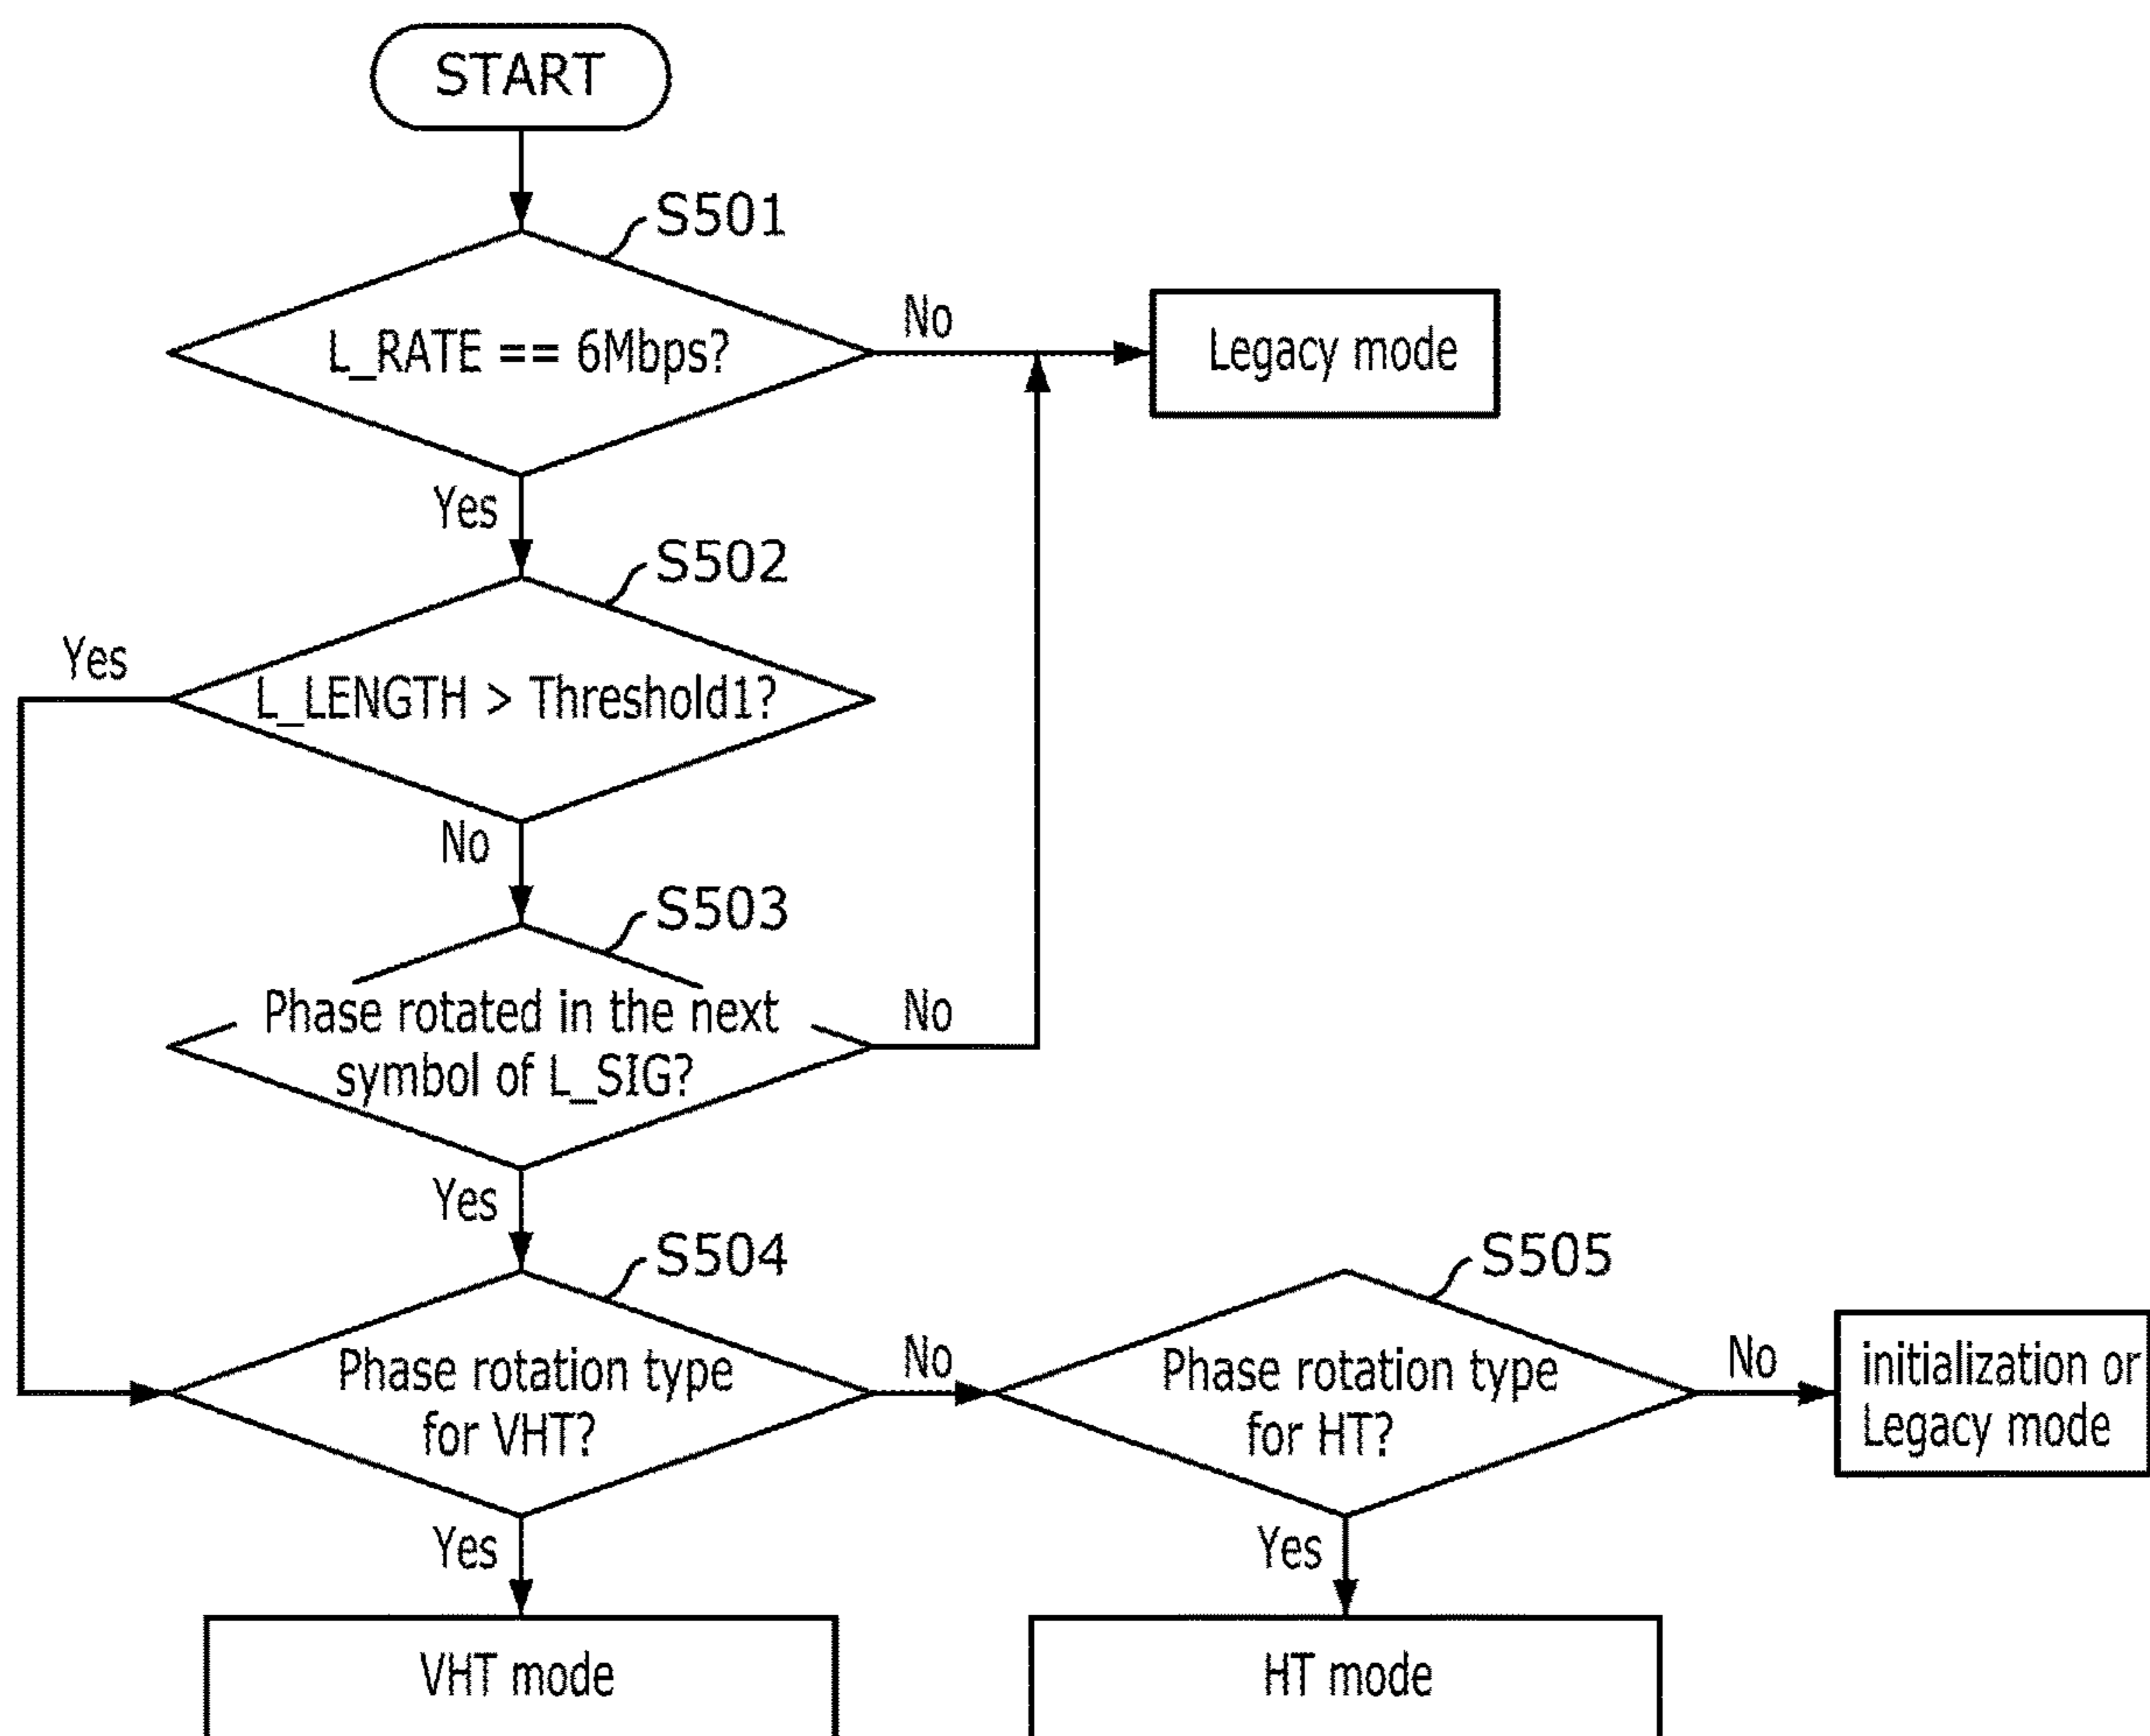 START
S501
L_RATE == 6Mbps?
No
Legacy mode
Yes
S502
Yes
L_LENGTH > Threshold1?
No
S503
Phase rotated in the next
symbol of L_SIG?
No
Yes
S504
Phase rotation type
for VHT?
No
S505
Phase rotation type
for HT?
No
initialization or
Legacy mode
Yes
Yes
VHT mode
HT mode